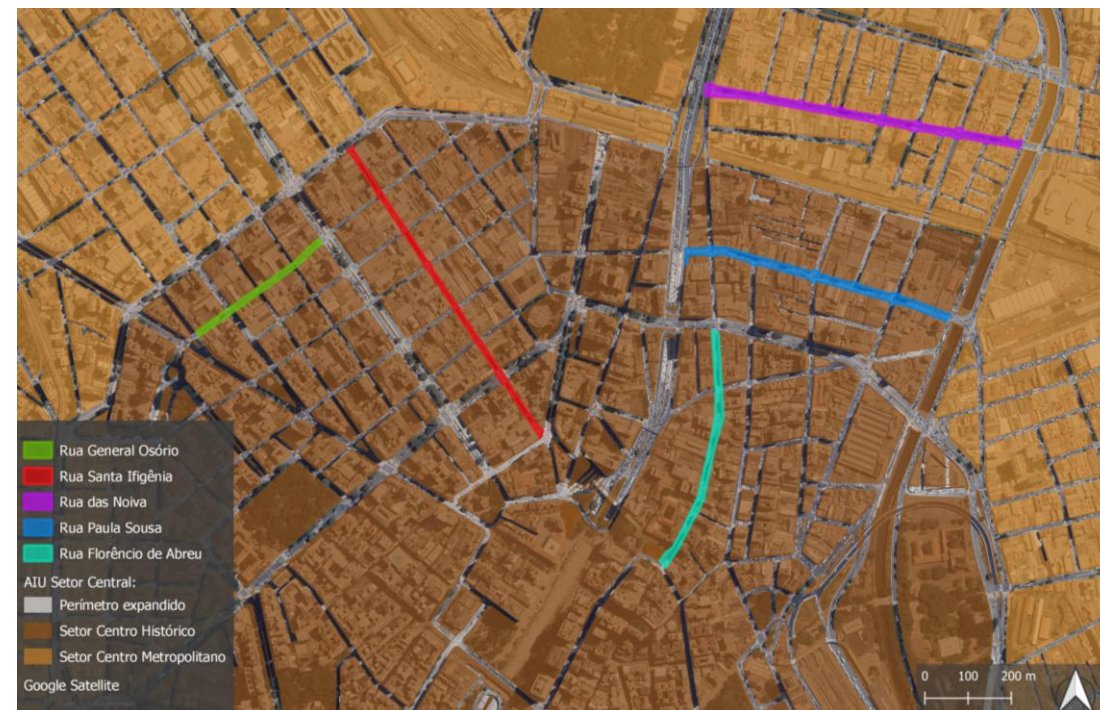 Rua General Osório
Rua Santa Ifigênia
Rua das Noiva
Rua Paula Sousa
Rua Florêncio de Abreu
AIU Setor Central:
Perímetro expandido
Setor Centro Histórico
Setor Centro Metropolitano
Google Satellite
0 100 200 m